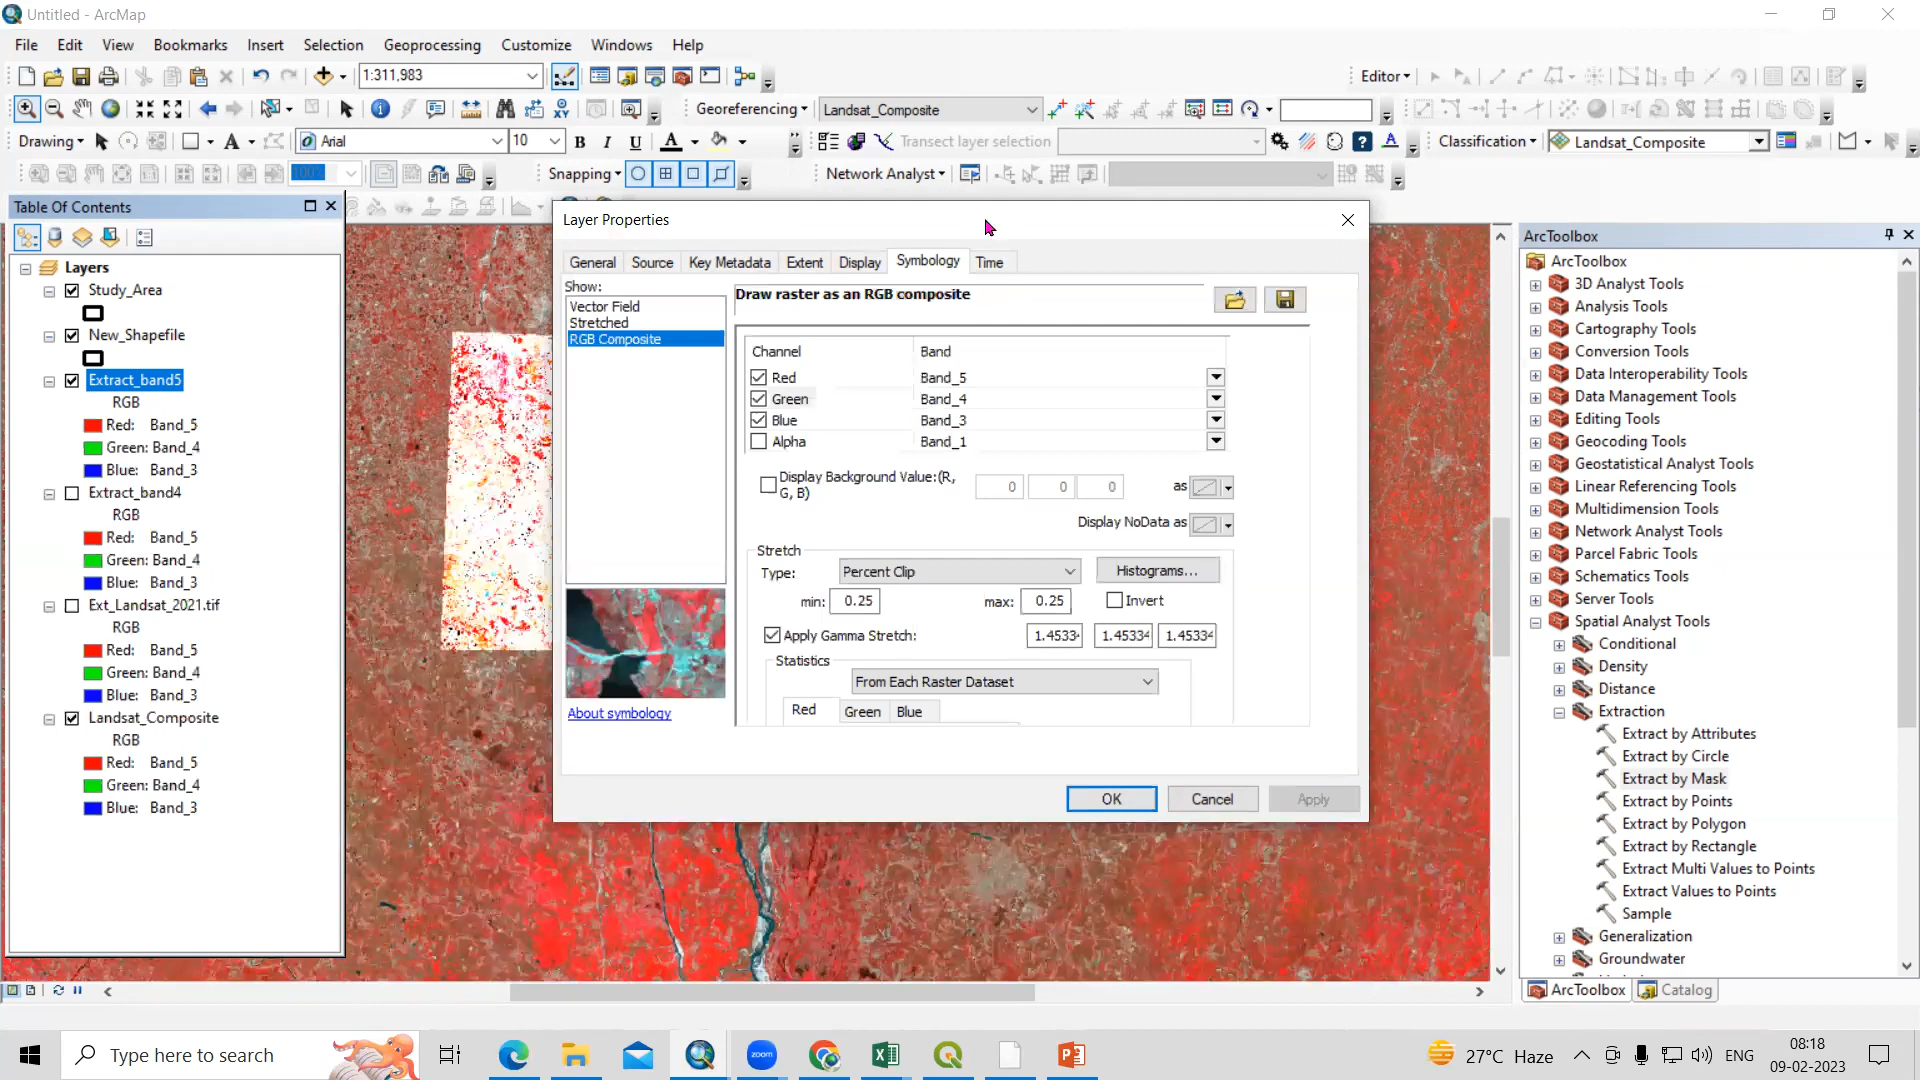 Untitled - ArcMap
File Edit View Bookmarks Insert Selection Geoprocessing Customize Windows Help
1:311,983
Editor
Georeferencing Landsat_Composite
Drawing Arial 10 B I U A Transect layer selection Classification Landsat_Composite
100%
Snapping Network Analyst
Table Of Contents
Layers
Study_Area
New_Shapefile
Extract_band5
RGB
Red: Band_5
Green: Band_4
Blue: Band_3
Extract_band4
RGB
Red: Band_5
Green: Band_4
Blue: Band_3
Ext_Landsat_2021.tif
RGB
Red: Band_5
Green: Band_4
Blue: Band_3
Landsat_Composite
RGB
Red: Band_5
Green: Band_4
Blue: Band_3
Layer Properties
General Source Key Metadata Extent Display Symbology Time
Show:
Vector Field
Stretched
RGB Composite
About symbology
Draw raster as an RGB composite
Channel Band
Red Band_5
Green Band_4
Blue Band_3
Alpha Band_1
Display Background Value:(R,
G, B) 0 0 0 as
Display NoData as
Stretch
Type: Percent Clip Histograms...
min: 0.25 max: 0.25 Invert
Apply Gamma Stretch: 1.45334 1.45334 1.45334
Statistics
From Each Raster Dataset
Red Green Blue
OK Cancel Apply
ArcToolbox
ArcToolbox
3D Analyst Tools
Analysis Tools
Cartography Tools
Conversion Tools
Data Interoperability Tools
Data Management Tools
Editing Tools
Geocoding Tools
Geostatistical Analyst Tools
Linear Referencing Tools
Multidimension Tools
Network Analyst Tools
Parcel Fabric Tools
Schematics Tools
Server Tools
Spatial Analyst Tools
Conditional
Density
Distance
Extraction
Extract by Attributes
Extract by Circle
Extract by Mask
Extract by Points
Extract by Polygon
Extract by Rectangle
Extract Multi Values to Points
Extract Values to Points
Sample
Generalization
Groundwater
ArcToolbox Catalog
Type here to search
zoom
27°C Haze
ENG
08:18
09-02-2023